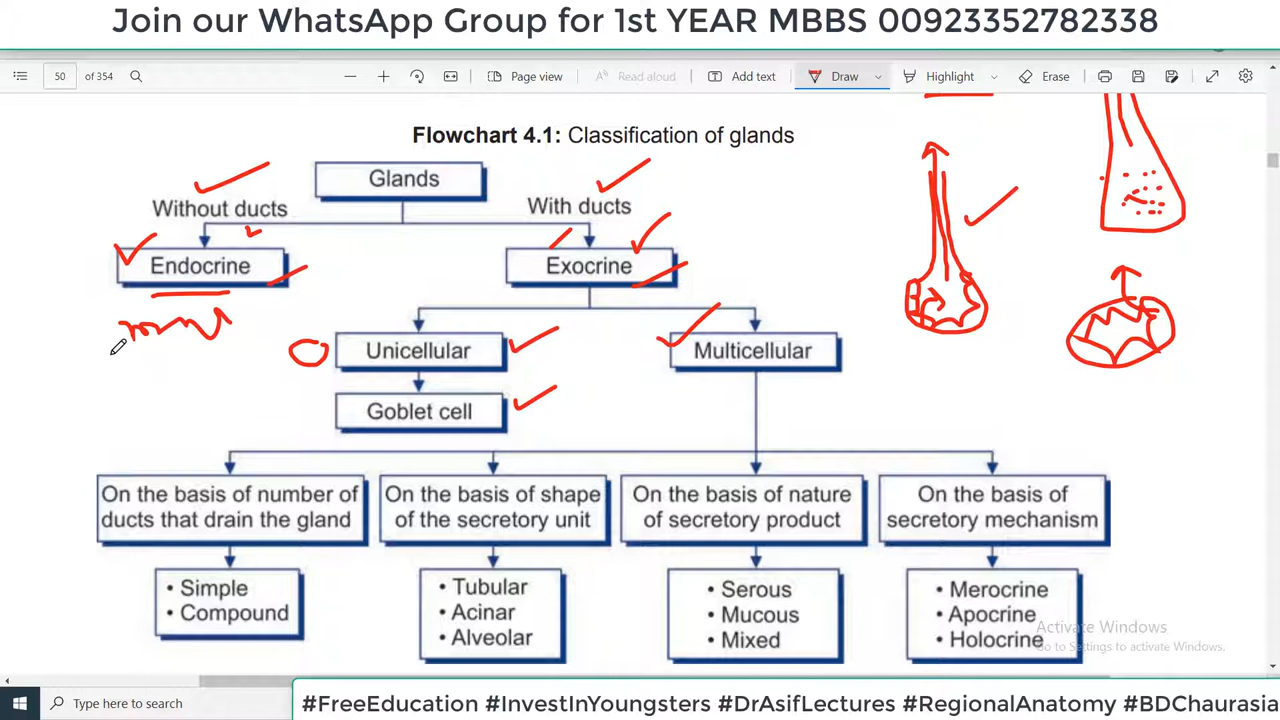 Join our WhatsApp Group for 1st YEAR MBBS 00923352782338
50 of 354
Page view
Read aloud
Add text
Draw
Highlight
Erase
Flowchart 4.1: Classification of glands
Glands
Without ducts
With ducts
Endocrine
Exocrine
Unicellular
Multicellular
Goblet cell
On the basis of number of
ducts that drain the gland
On the basis of shape
of the secretory unit
On the basis of nature
of secretory product
On the basis of
secretory mechanism
• Simple
• Compound
• Tubular
• Acinar
• Alveolar
• Serous
• Mucous
• Mixed
• Merocrine
• Apocrine
• Holocrine
Activate Windows
Go to Settings to activate Windows.
Type here to search
#FreeEducation #InvestInYoungsters #DrAsifLectures #RegionalAnatomy #BDChaurasia